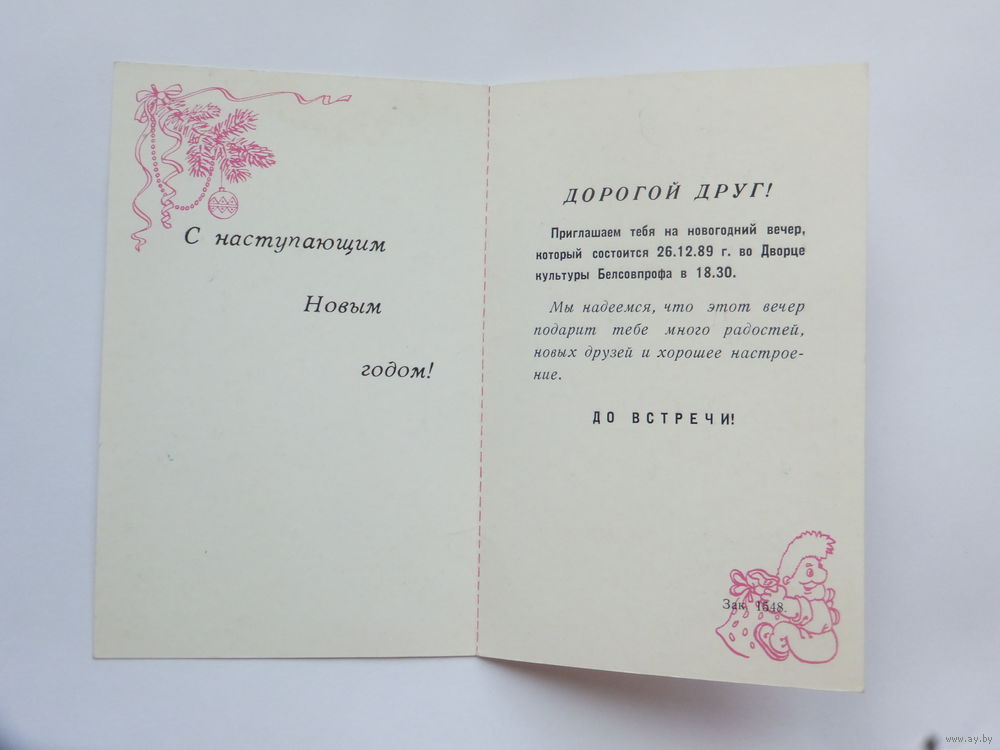 С наступающим
Новым
годом!
ДОРОГОЙ ДРУГ!
Приглашаем тебя на новогодний вечер,
который состоится 26.12.89 г. во Дворце
культуры Белсовпрофа в 18.30.
Мы надеемся, что этот вечер
подарит тебе много радостей,
новых друзей и хорошее настрое-
ние.
ДО ВСТРЕЧИ!
Зак. 1548.
www.ay.by